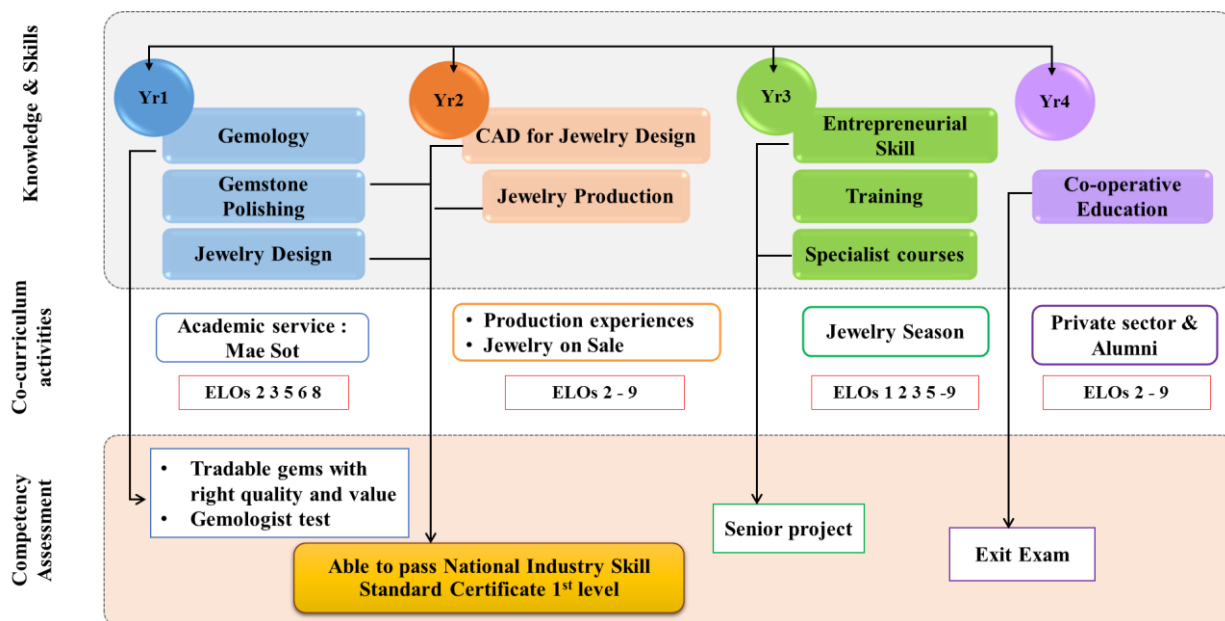 Knowledge & Skills
Yr1
Yr2
Yr3
Yr4
Gemology
Gemstone
Polishing
Jewelry Design
CAD for Jewelry Design
Jewelry Production
Entrepreneurial
Skill
Training
Specialist courses
Co-operative
Education
Co-curriculum
activities
Academic service :
Mae Sot
• Production experiences
• Jewelry on Sale
Jewelry Season
Private sector &
Alumni
ELOs 2 3 5 6 8
ELOs 2 - 9
ELOs 1 2 3 5 -9
ELOs 2 - 9
Competency
Assessment
• Tradable gems with
right quality and value
• Gemologist test
Able to pass National Industry Skill
Standard Certificate 1st level
Senior project
Exit Exam